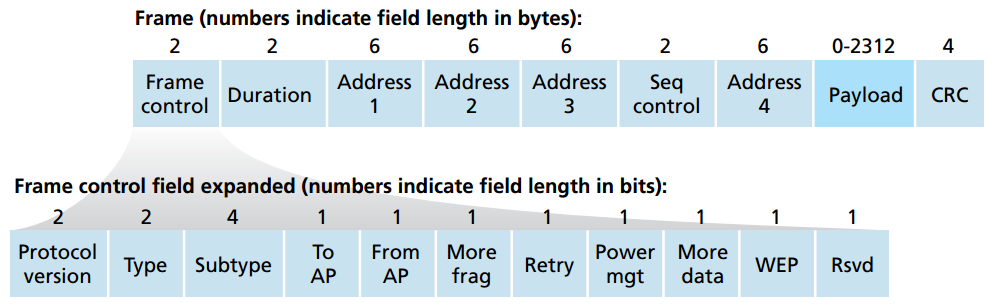 Frame (numbers indicate field length in bytes):
2 2 6 6 6 2 6 0-2312 4
Frame control Duration Address 1 Address 2 Address 3 Seq control Address 4 Payload CRC
Frame control field expanded (numbers indicate field length in bits):
2 2 4 1 1 1 1 1 1 1 1
Protocol version Type Subtype To AP From AP More frag Retry Power mgt More data WEP Rsvd